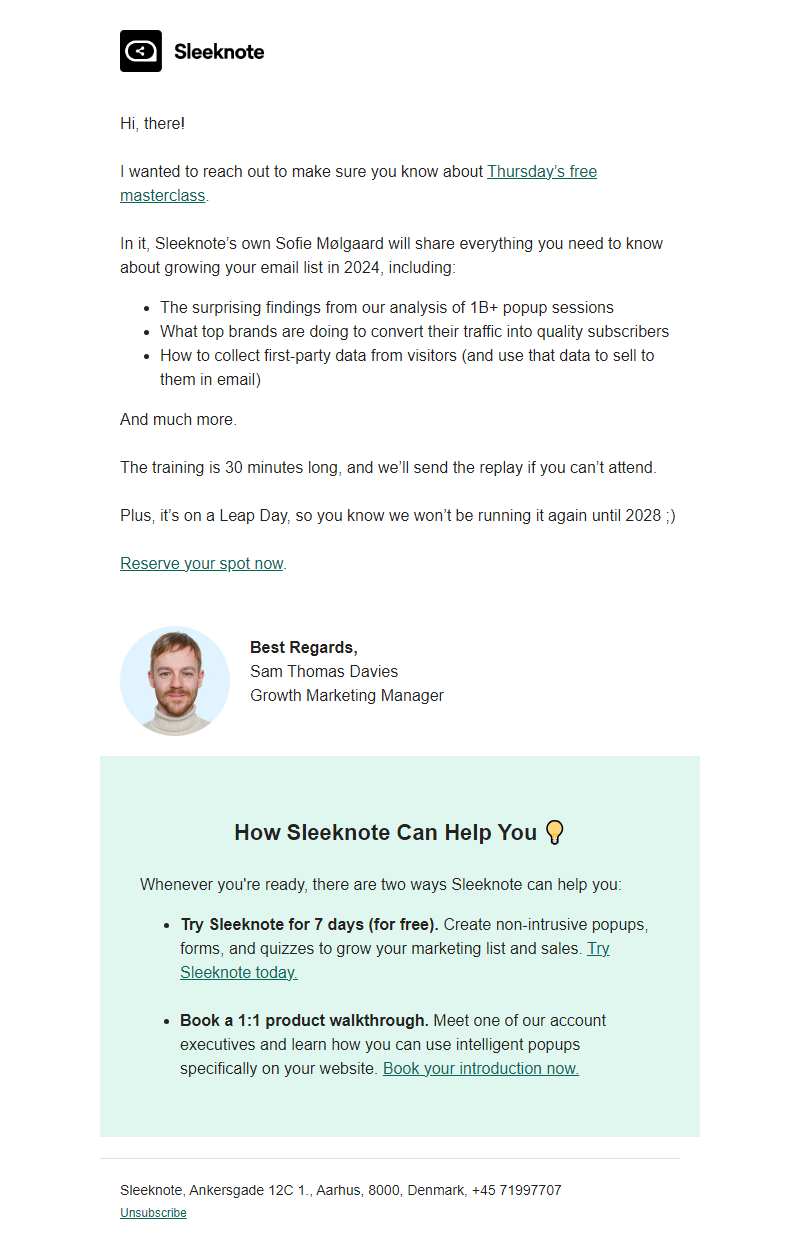 Sleeknote
Hi, there!
I wanted to reach out to make sure you know about Thursday’s free
masterclass.
In it, Sleeknote’s own Sofie Mølgaard will share everything you need to know
about growing your email list in 2024, including:
• The surprising findings from our analysis of 1B+ popup sessions
• What top brands are doing to convert their traffic into quality subscribers
• How to collect first-party data from visitors (and use that data to sell to
them in email)
And much more.
The training is 30 minutes long, and we’ll send the replay if you can’t attend.
Plus, it’s on a Leap Day, so you know we won’t be running it again until 2028 ;)
Reserve your spot now.
Best Regards,
Sam Thomas Davies
Growth Marketing Manager
How Sleeknote Can Help You 💡
Whenever you're ready, there are two ways Sleeknote can help you:
• Try Sleeknote for 7 days (for free). Create non-intrusive popups,
forms, and quizzes to grow your marketing list and sales. Try
Sleeknote today.
• Book a 1:1 product walkthrough. Meet one of our account
executives and learn how you can use intelligent popups
specifically on your website. Book your introduction now.
Sleeknote, Ankersgade 12C 1., Aarhus, 8000, Denmark, +45 71997707
Unsubscribe